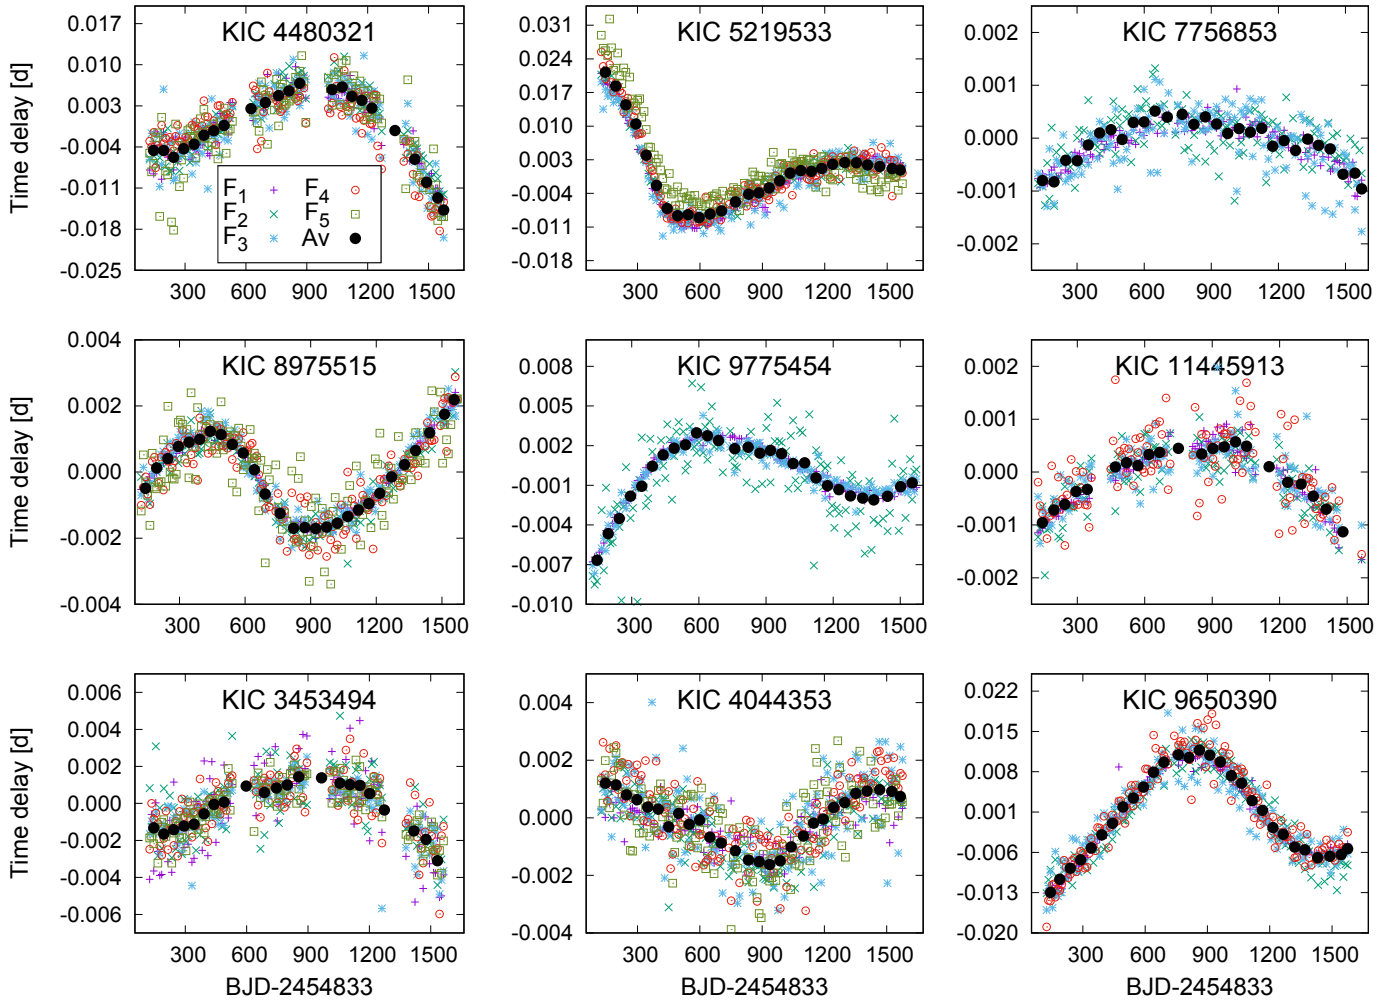 KIC 4480321
Time delay [d]
0.017
0.010
0.003
-0.004
-0.011
-0.018
-0.025
300 600 900 1200 1500
F1 F4
F2 F5
F3 Av
KIC 5219533
0.031
0.024
0.017
0.010
0.003
-0.004
-0.011
-0.018
300 600 900 1200 1500
KIC 7756853
0.002
0.001
0.000
-0.001
-0.002
300 600 900 1200 1500
KIC 8975515
Time delay [d]
0.004
0.002
0.000
-0.002
-0.004
300 600 900 1200 1500
KIC 9775454
0.008
0.005
0.002
-0.001
-0.004
-0.007
-0.010
300 600 900 1200 1500
KIC 11445913
0.002
0.001
0.000
-0.001
-0.002
300 600 900 1200 1500
KIC 3453494
Time delay [d]
0.006
0.004
0.002
0.000
-0.002
-0.004
-0.006
300 600 900 1200 1500
BJD-2454833
KIC 4044353
0.004
0.002
0.000
-0.002
-0.004
300 600 900 1200 1500
BJD-2454833
KIC 9650390
0.022
0.015
0.008
0.001
-0.006
-0.013
-0.020
300 600 900 1200 1500
BJD-2454833